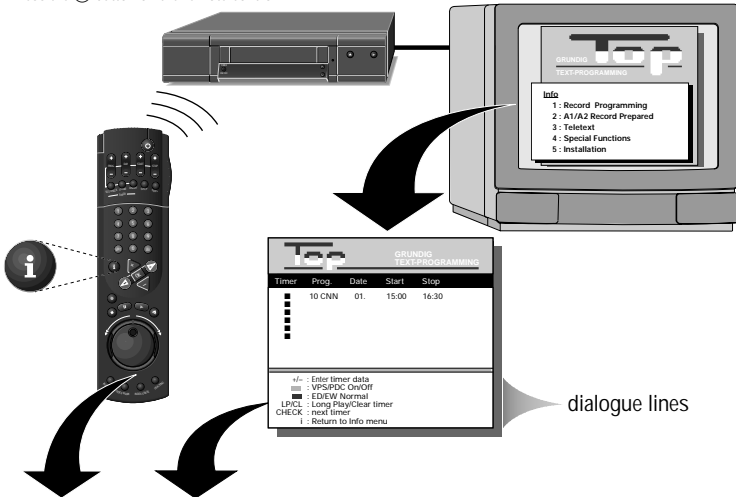 GRUNDIG
TEXT-PROGRAMMING
Info
1 : Record Programming
2 : A1/A2 Record Prepared
3 : Teletext
4 : Special Functions
5 : Installation
i
Top
GRUNDIG
TEXT-PROGRAMMING
Timer Prog. Date Start Stop
10 CNN 01. 15:00 16:30
+/– : Enter timer data
: VPS/PDC On/Off
: ED/EW Normal
LP/CL : Long Play/Clear timer
CHECK : next timer
i : Return to Info menu
dialogue lines